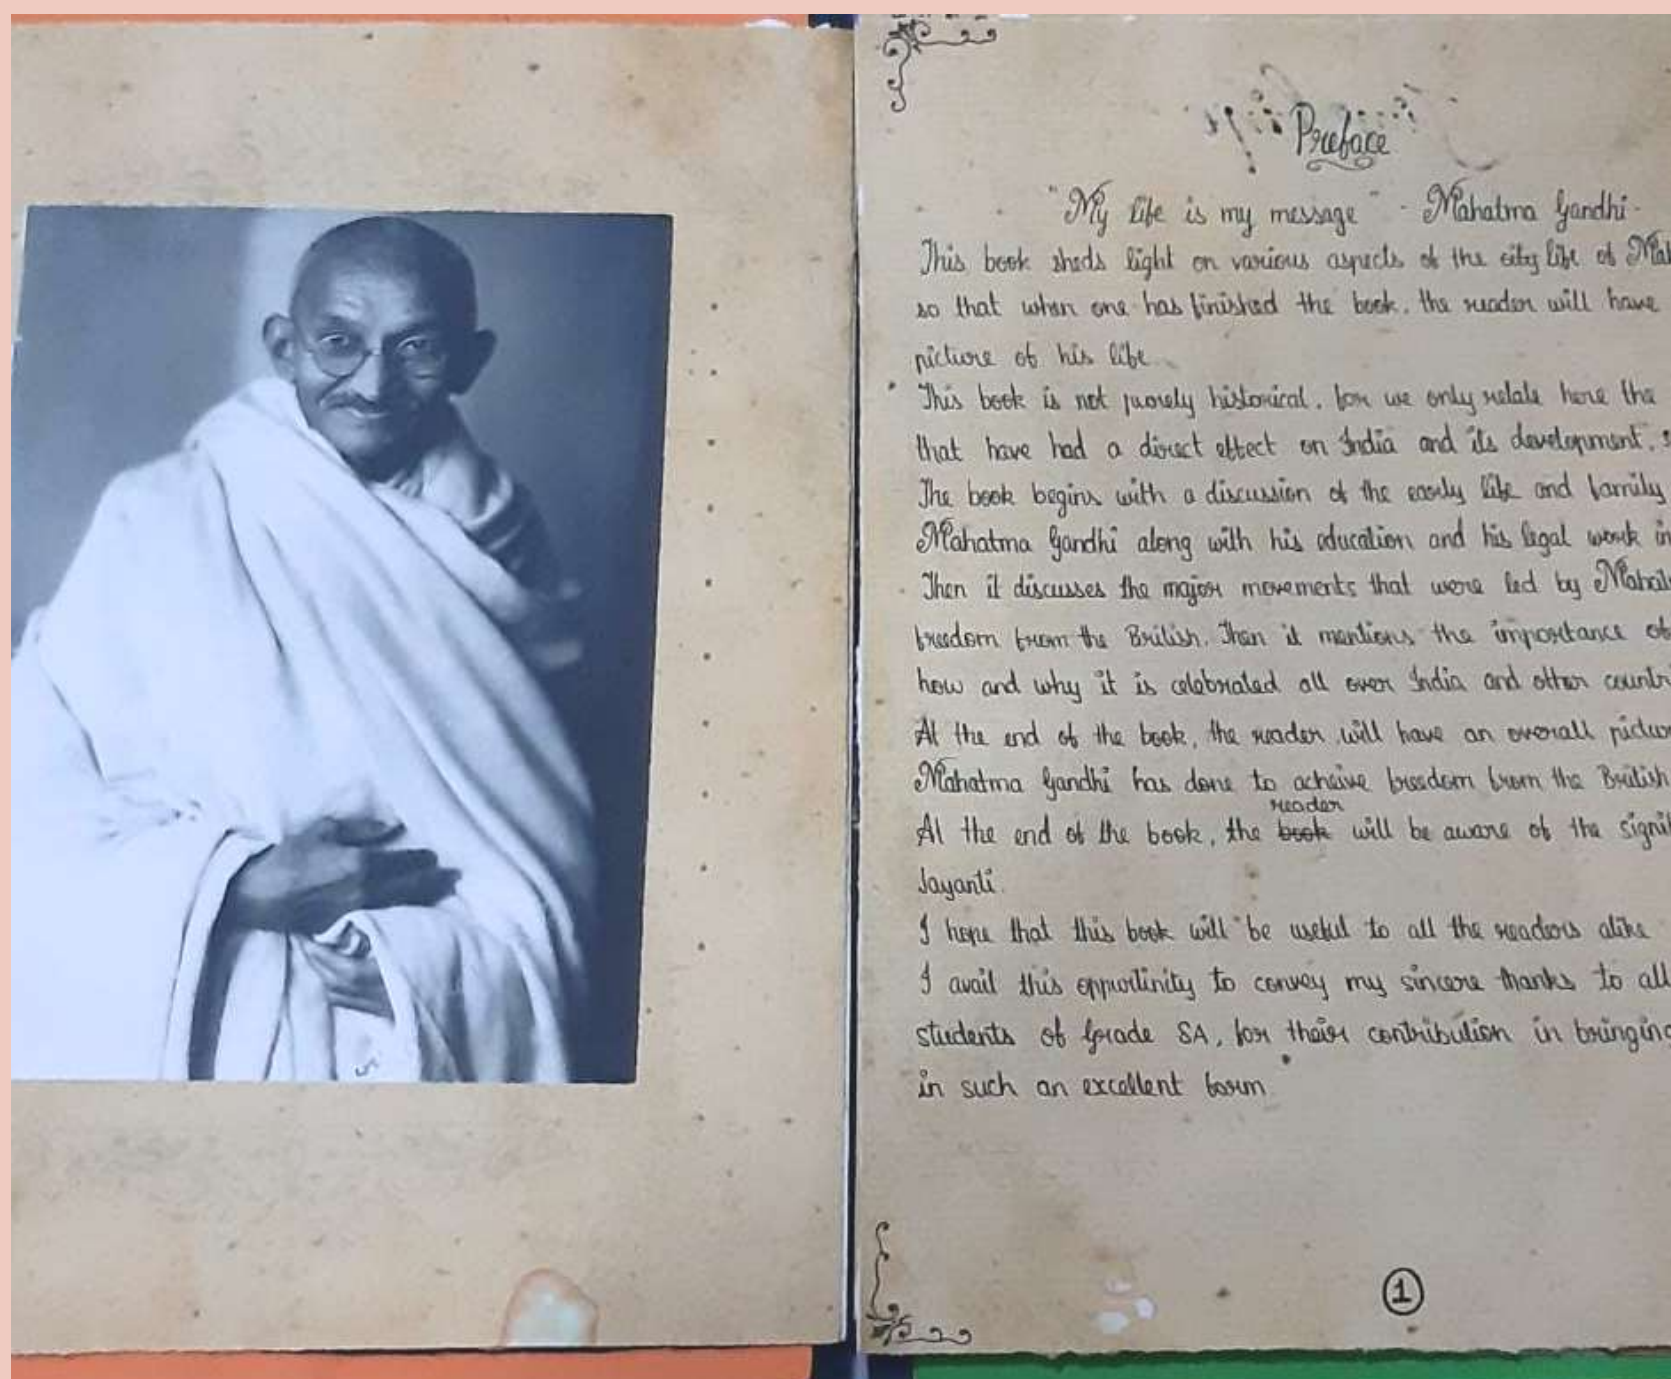 Preface
"My life is my message" - Mahatma Gandhi -
This book sheds light on various aspects of the city life of Mah
so that when one has finished the book, the reader will have
picture of his life.
This book is not purely historical, for we only relate here the
that have had a direct effect on India and its development.
The book begins with a discussion of the early life and family
Mahatma Gandhi along with his education and his legal work in
Then it discusses the major movements that were led by Mahat
freedom from the British. Then it mentions the importance of
how and why it is celebrated all over India and other countri
At the end of the book, the reader will have an overall pictur
Mahatma Gandhi has done to acheive freedom from the British
reader
At the end of the book, the book will be aware of the signif
Jayanti.
I hope that this book will be useful to all the readers alike
I avail this opportinity to convey my sincere thanks to all
students of Grade 5A, for their contribution in bringing
in such an excellent form
1